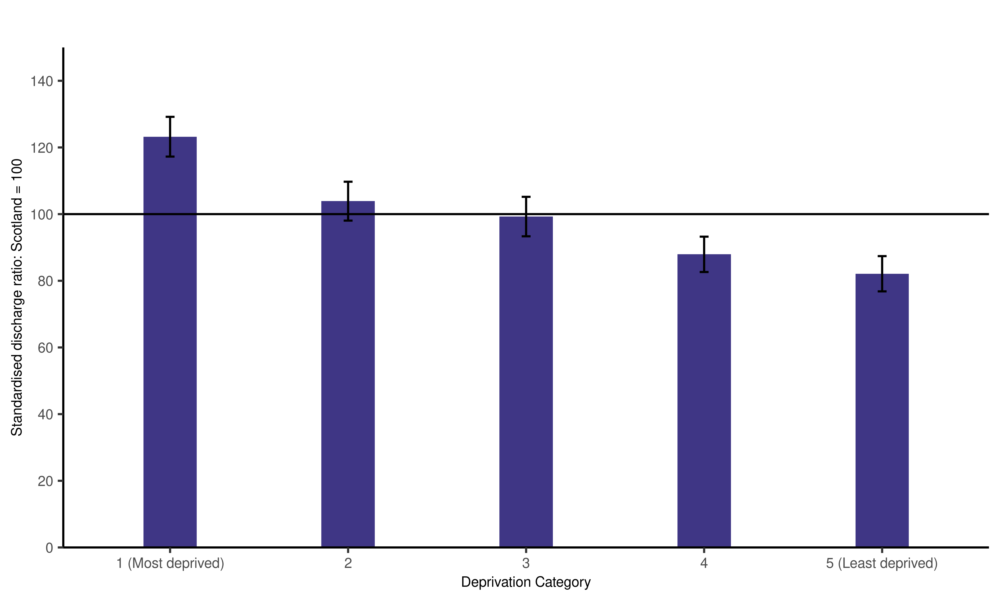 Standardised discharge ratio: Scotland = 100
140
120
100
80
60
40
20
0
1 (Most deprived)
2
3
4
5 (Least deprived)
Deprivation Category